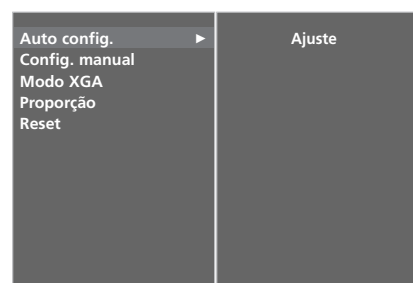 Auto config. ► Ajuste
Config. manual
Modo XGA
Proporção
Reset